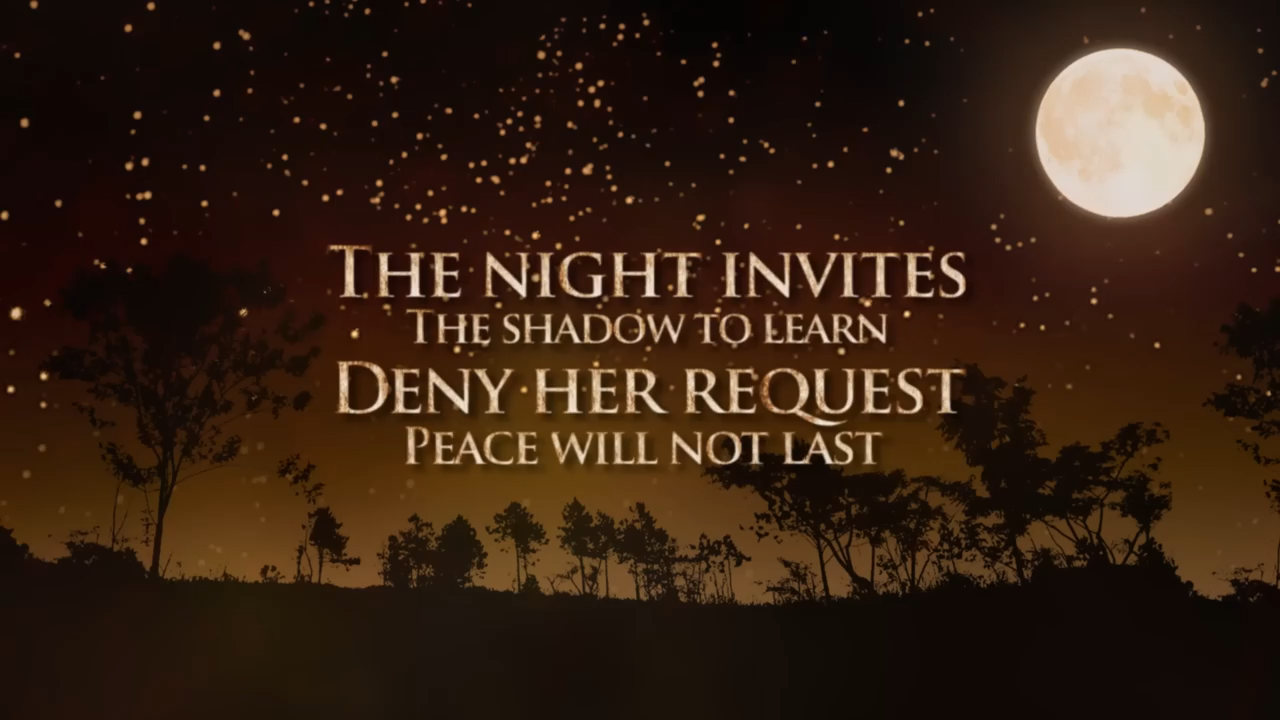 The night invites
The shadow to learn
Deny her request
Peace will not last